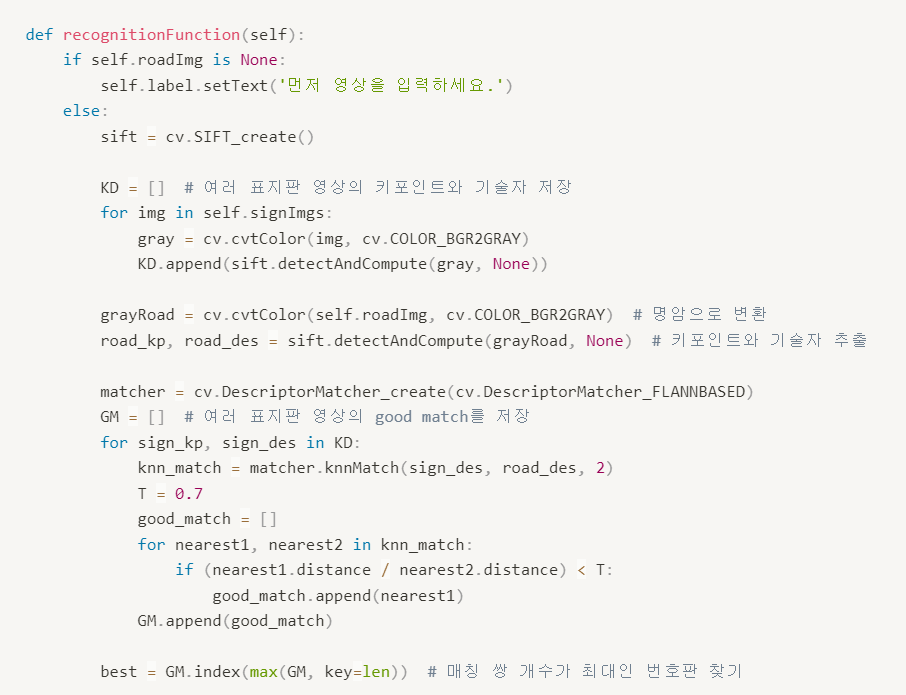 def recognitionFunction(self):
    if self.roadImg is None:
        self.label.setText('먼저 영상을 입력하세요.')
    else:
        sift = cv.SIFT_create()

        KD = []  # 여러 표지판 영상의 키포인트와 기술자 저장
        for img in self.signImgs:
            gray = cv.cvtColor(img, cv.COLOR_BGR2GRAY)
            KD.append(sift.detectAndCompute(gray, None))

        grayRoad = cv.cvtColor(self.roadImg, cv.COLOR_BGR2GRAY)  # 명암으로 변환
        road_kp, road_des = sift.detectAndCompute(grayRoad, None)  # 키포인트와 기술자 추출

        matcher = cv.DescriptorMatcher_create(cv.DescriptorMatcher_FLANNBASED)
        GM = []  # 여러 표지판 영상의 good match를 저장
        for sign_kp, sign_des in KD:
            knn_match = matcher.knnMatch(sign_des, road_des, 2)
            T = 0.7
            good_match = []
            for nearest1, nearest2 in knn_match:
                if (nearest1.distance / nearest2.distance) < T:
                    good_match.append(nearest1)
            GM.append(good_match)

        best = GM.index(max(GM, key=len))  # 매칭 쌍 개수가 최대인 번호판 찾기